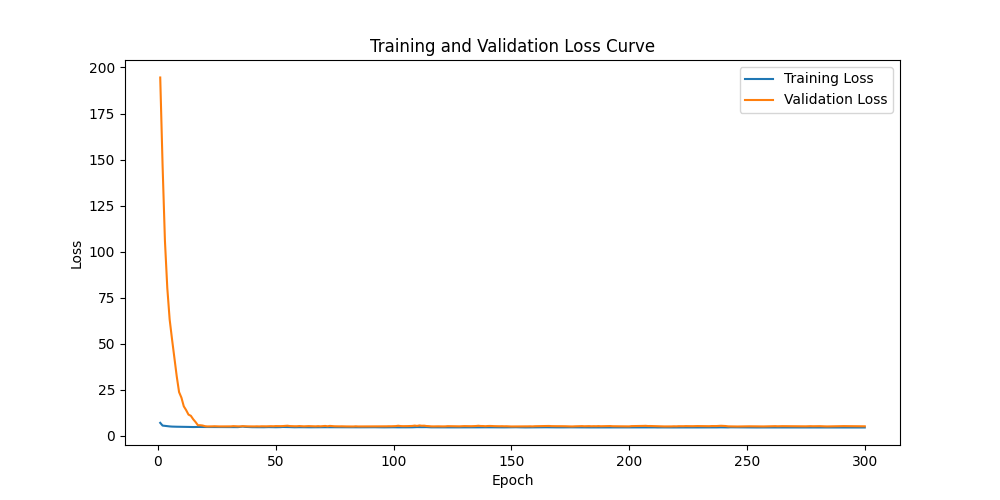 Training and Validation Loss Curve
Training Loss
Validation Loss
Loss
200
175
150
125
100
75
50
25
0
0 50 100 150 200 250 300
Epoch